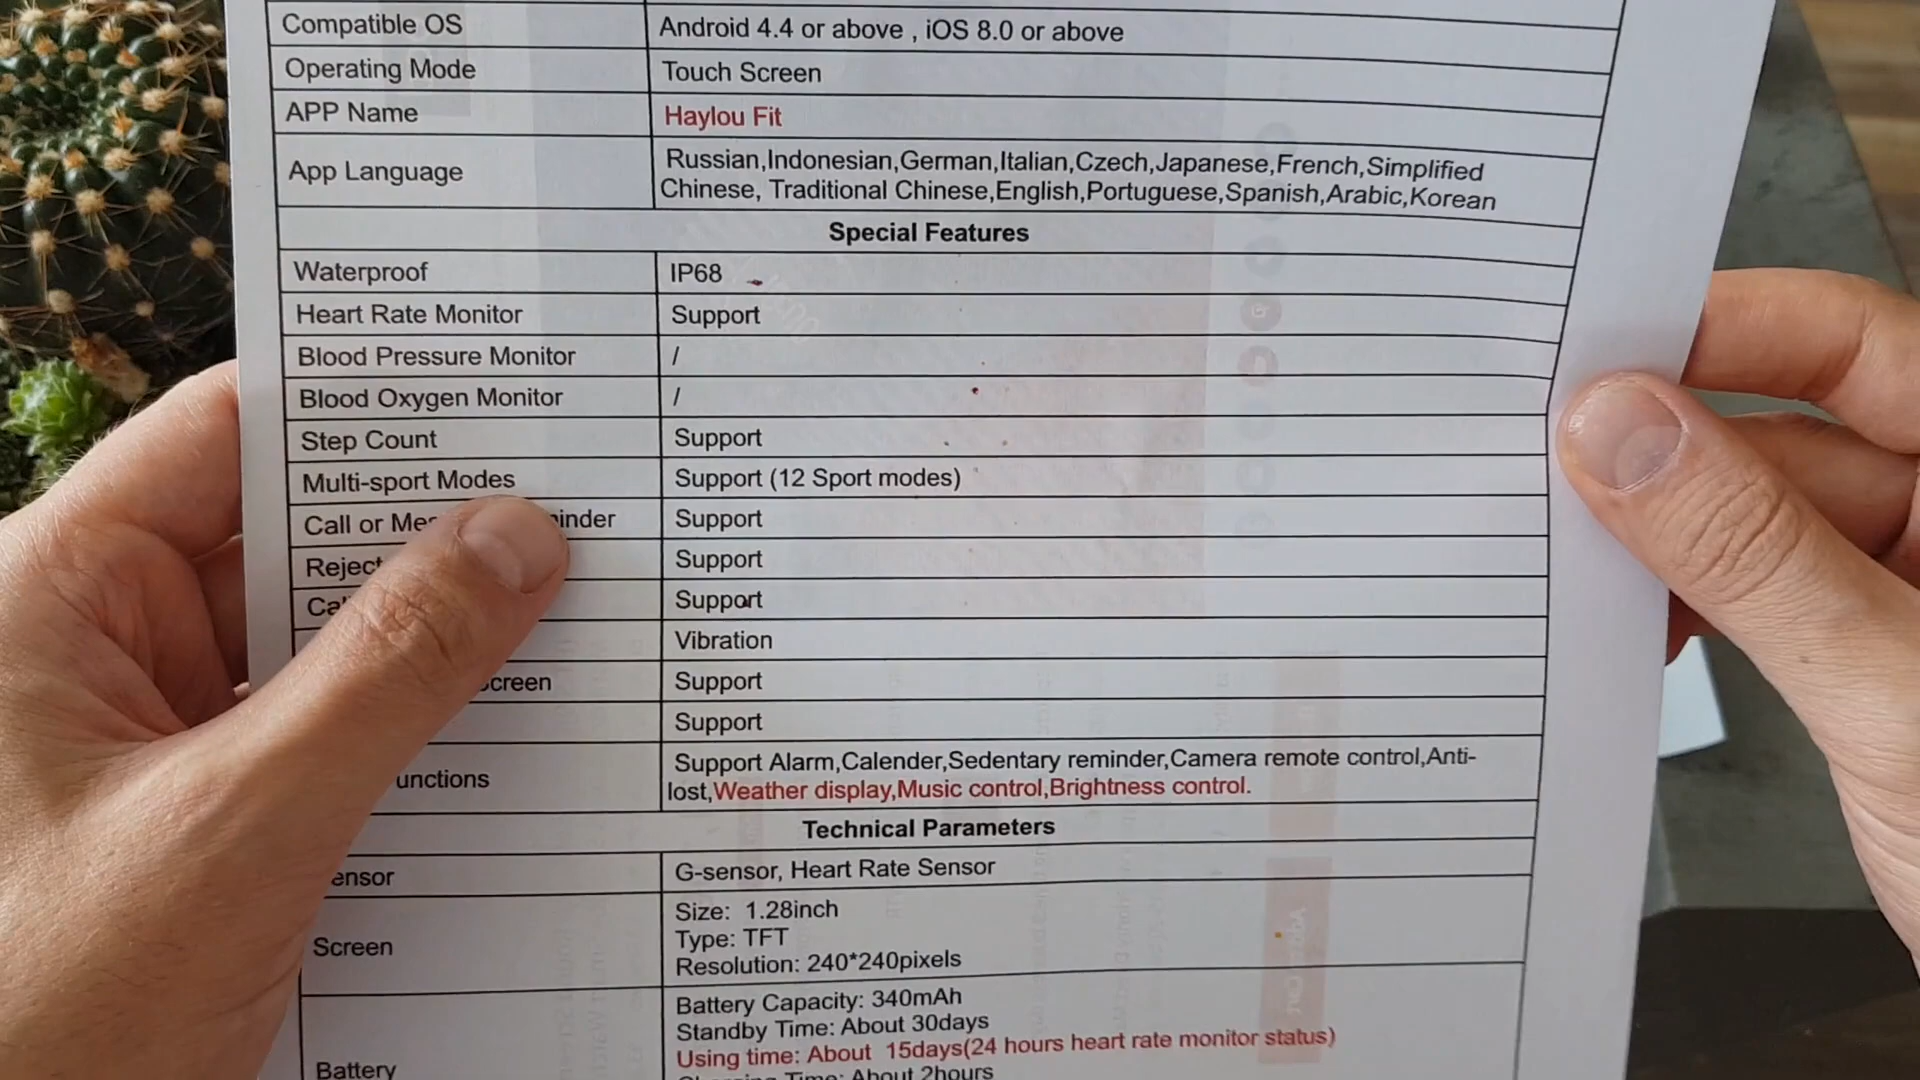 Compatible OS
Android 4.4 or above , iOS 8.0 or above
Operating Mode
Touch Screen
APP Name
Haylou Fit
App Language
Russian,Indonesian,German,Italian,Czech,Japanese,French,Simplified
Chinese, Traditional Chinese,English,Portuguese,Spanish,Arabic,Korean
Special Features
Waterproof
IP68
Heart Rate Monitor
Support
Blood Pressure Monitor
/
Blood Oxygen Monitor
/
Step Count
Support
Multi-sport Modes
Support (12 Sport modes)
Call or
Support
Support
Support
Vibration
Support
Support
Support Alarm,Calender,Sedentary reminder,Camera remote control,Anti-
lost,Weather display,Music control,Brightness control.
Technical Parameters
G-sensor, Heart Rate Sensor
Screen
Size: 1.28inch
Type: TFT
Resolution: 240*240pixels
Battery
Battery Capacity: 340mAh
Standby Time: About 30days
Using time: About 15days(24 hours heart rate monitor status)
Time: About 2hours